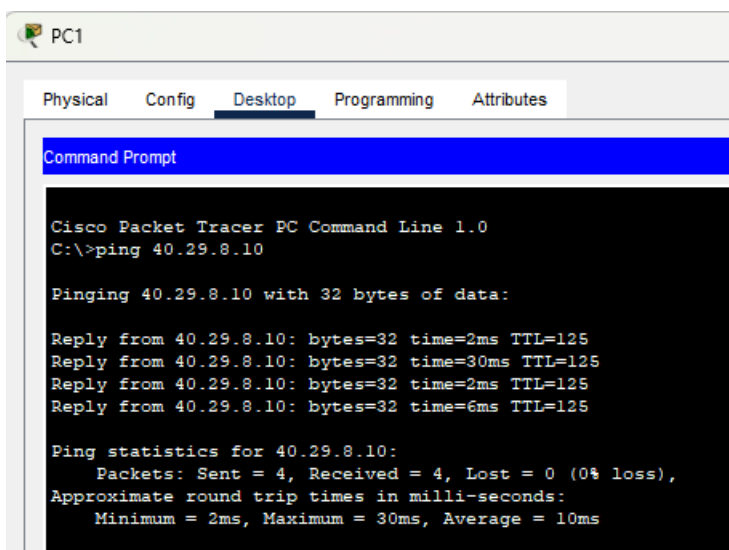 PC1
Physical Config Desktop Programming Attributes
Command Prompt
Cisco Packet Tracer PC Command Line 1.0
C:\>ping 40.29.8.10
Pinging 40.29.8.10 with 32 bytes of data:
Reply from 40.29.8.10: bytes=32 time=2ms TTL=125
Reply from 40.29.8.10: bytes=32 time=30ms TTL=125
Reply from 40.29.8.10: bytes=32 time=2ms TTL=125
Reply from 40.29.8.10: bytes=32 time=6ms TTL=125
Ping statistics for 40.29.8.10:
Packets: Sent = 4, Received = 4, Lost = 0 (0% loss),
Approximate round trip times in milli-seconds:
Minimum = 2ms, Maximum = 30ms, Average = 10ms